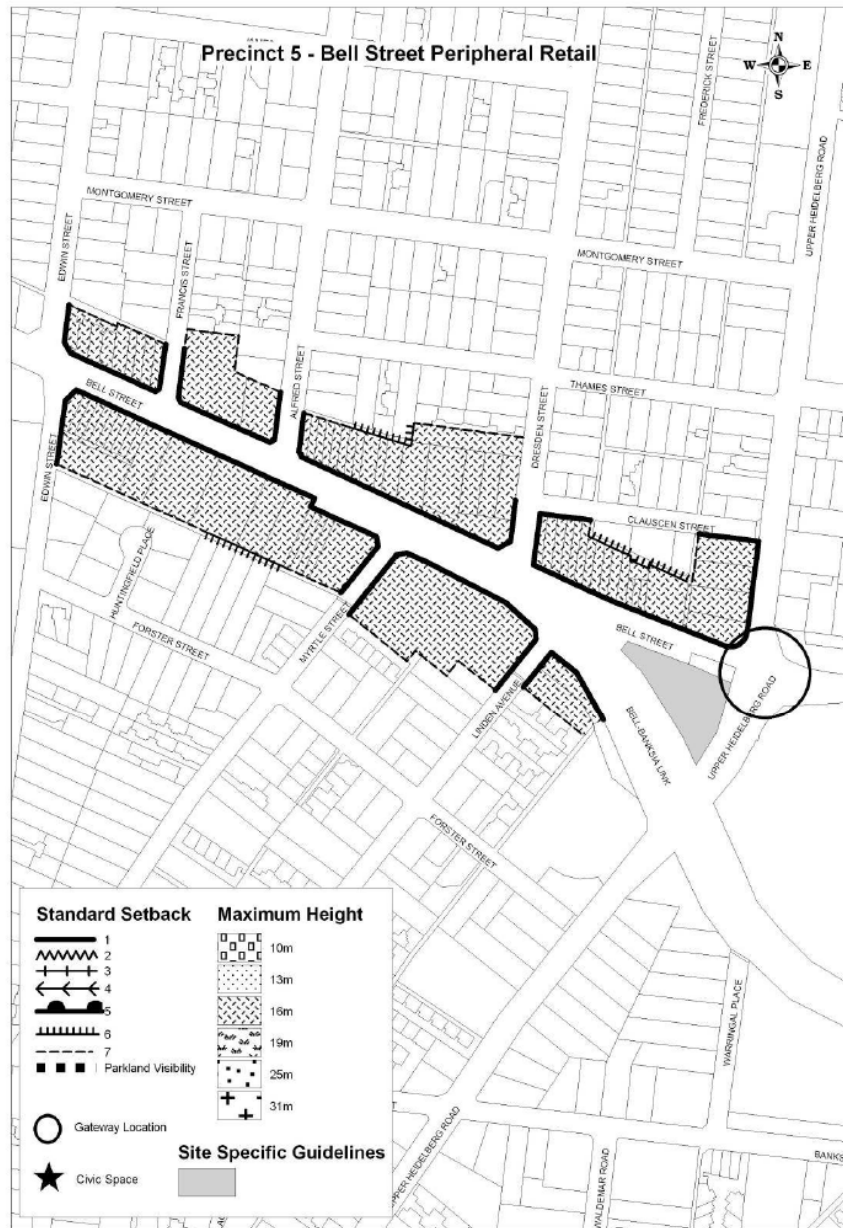 Precinct 5 - Bell Street Peripheral Retail
N
W
E
S
FREDERICK STREET
UPPER HEIDELBERG ROAD
MONTGOMERY STREET
MONTGOMERY STREET
EDWIN STREET
FRANCIS STREET
ALFRED STREET
THAMES STREET
BELL STREET
DRESDEN STREET
EDWIN STREET
CLAUSCEN STREET
HUNTINGFIELD PLACE
FORSTER STREET
MYRTLE STREET
BELL STREET
LINDEN AVENUE
BELL-BANKSIA LINK
UPPER HEIDELBERG ROAD
FORSTER STREET
WARRINGAL PLACE
UPPER HEIDELBERG ROAD
WALDEMAR ROAD
BANKS
Standard Setback
1
2
3
4
5
6
7
Parkland Visibility
Gateway Location
Civic Space
Maximum Height
10m
13m
16m
19m
25m
31m
Site Specific Guidelines